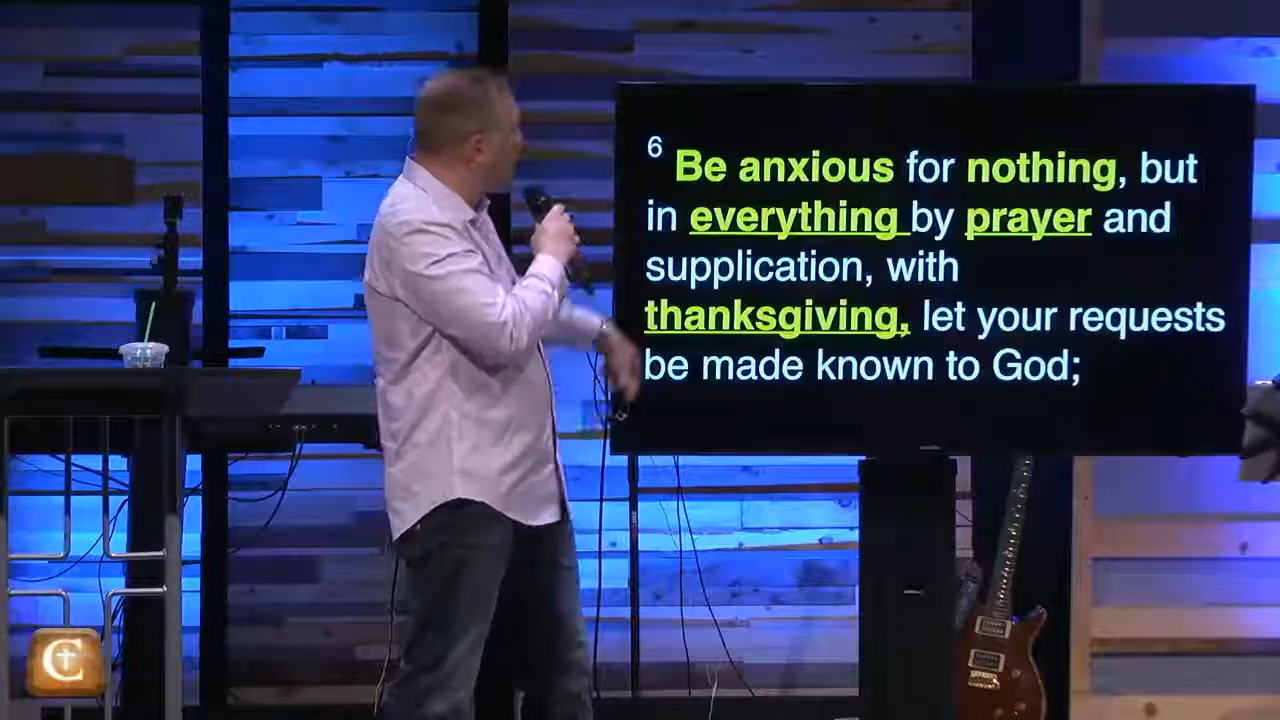 6 Be anxious for nothing, but
in everything by prayer and
supplication, with
thanksgiving, let your requests
be made known to God;
C